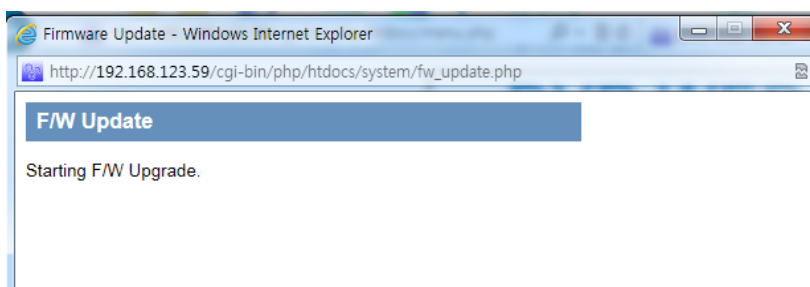 Firmware Update - Windows Internet Explorer
http://192.168.123.59/cgi-bin/php/htdocs/system/fw_update.php
F/W Update
Starting F/W Upgrade.